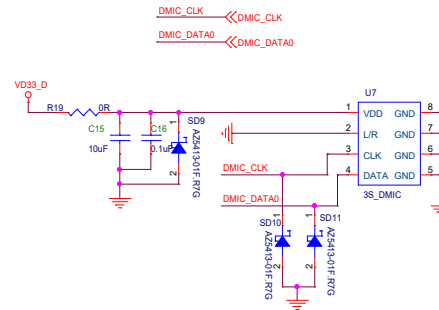 DMIC_CLK
DMIC_CLK
DMIC_DATA0
DMIC_DATA0
VD33_D
R19
0R
C15
10uF
C16
0.1uF
SD9
1
2
AZ5413-01F.R7G
U7
1
VDD
GND
8
2
L/R
GND
7
3
CLK
GND
6
4
DATA
GND
5
3S_DMIC
DMIC_CLK
DMIC_DATA0
SD10
1
2
AZ5413-01F.R7G
SD11
1
2
AZ5413-01F.R7G